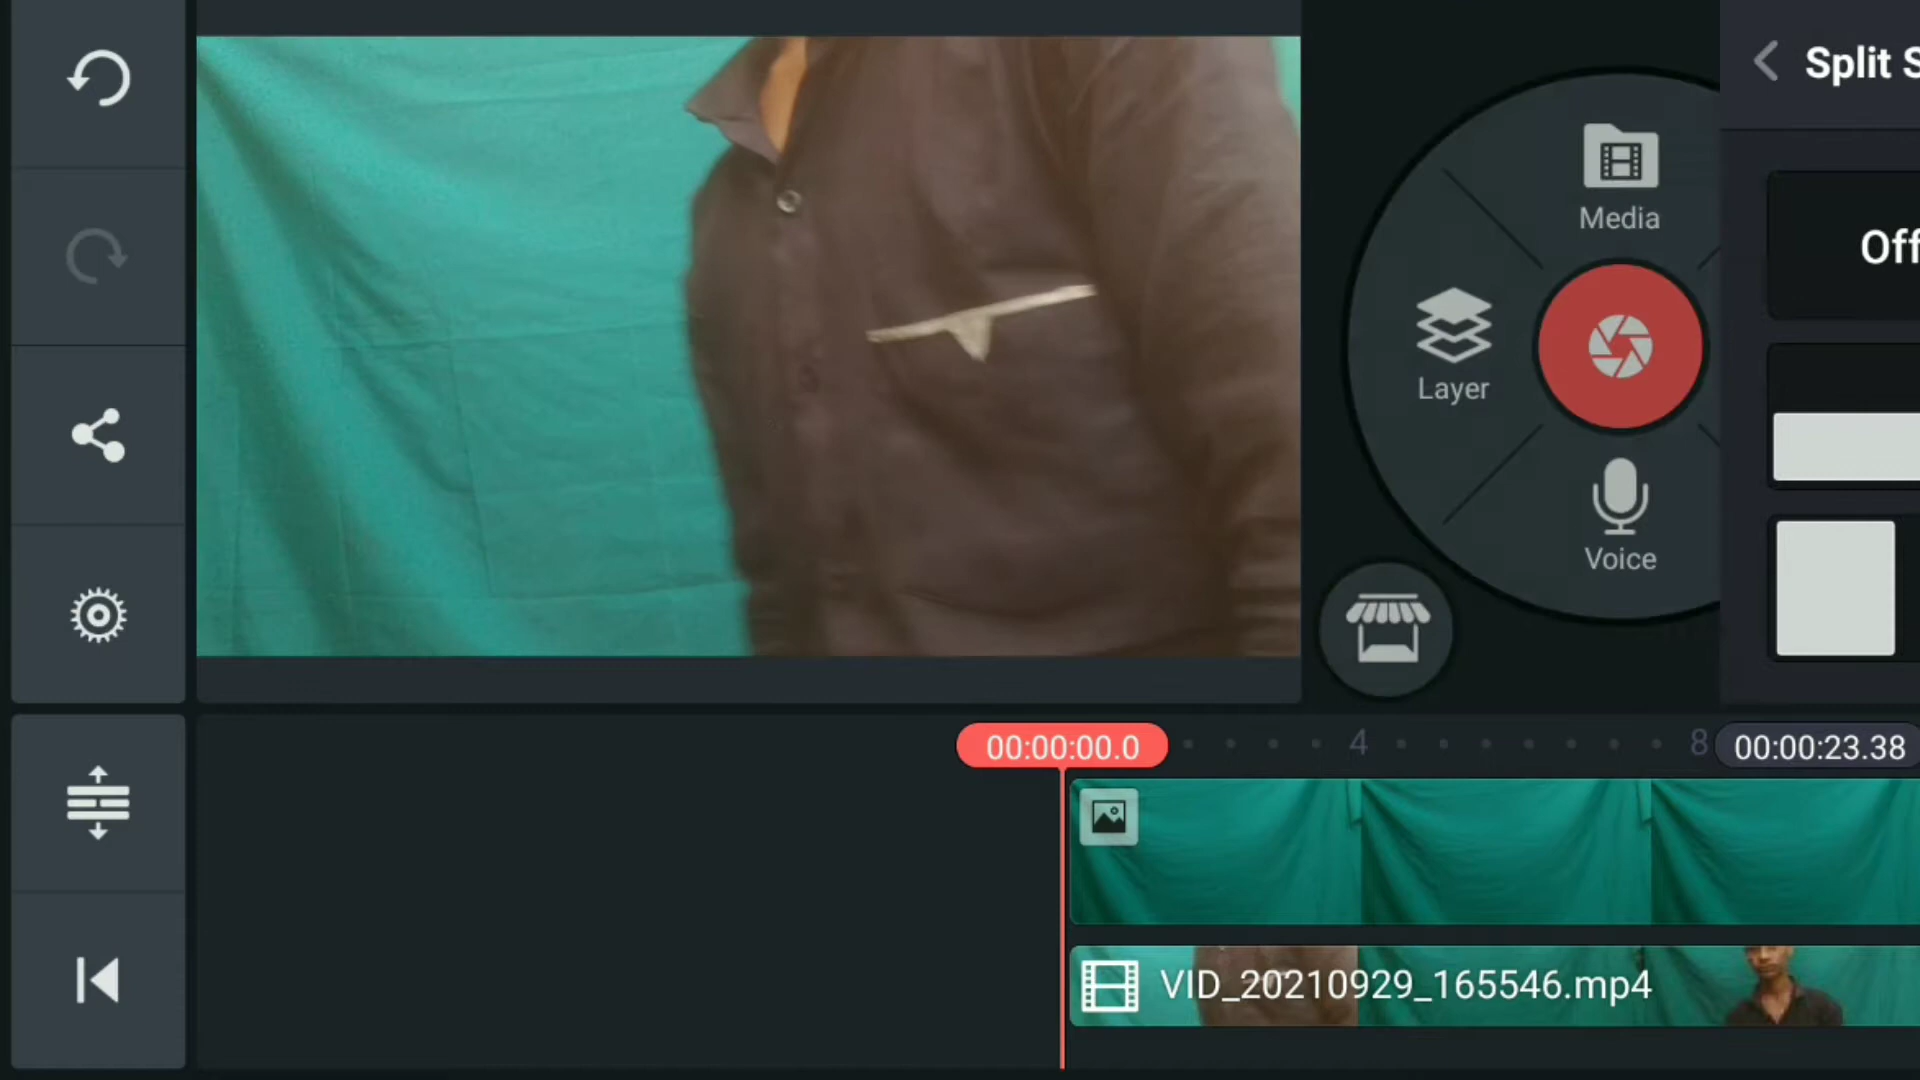 Split S
Media
Off
Layer
Voice
00:00:00.0
4
8
00:00:23.38
VID_20210929_165546.mp4